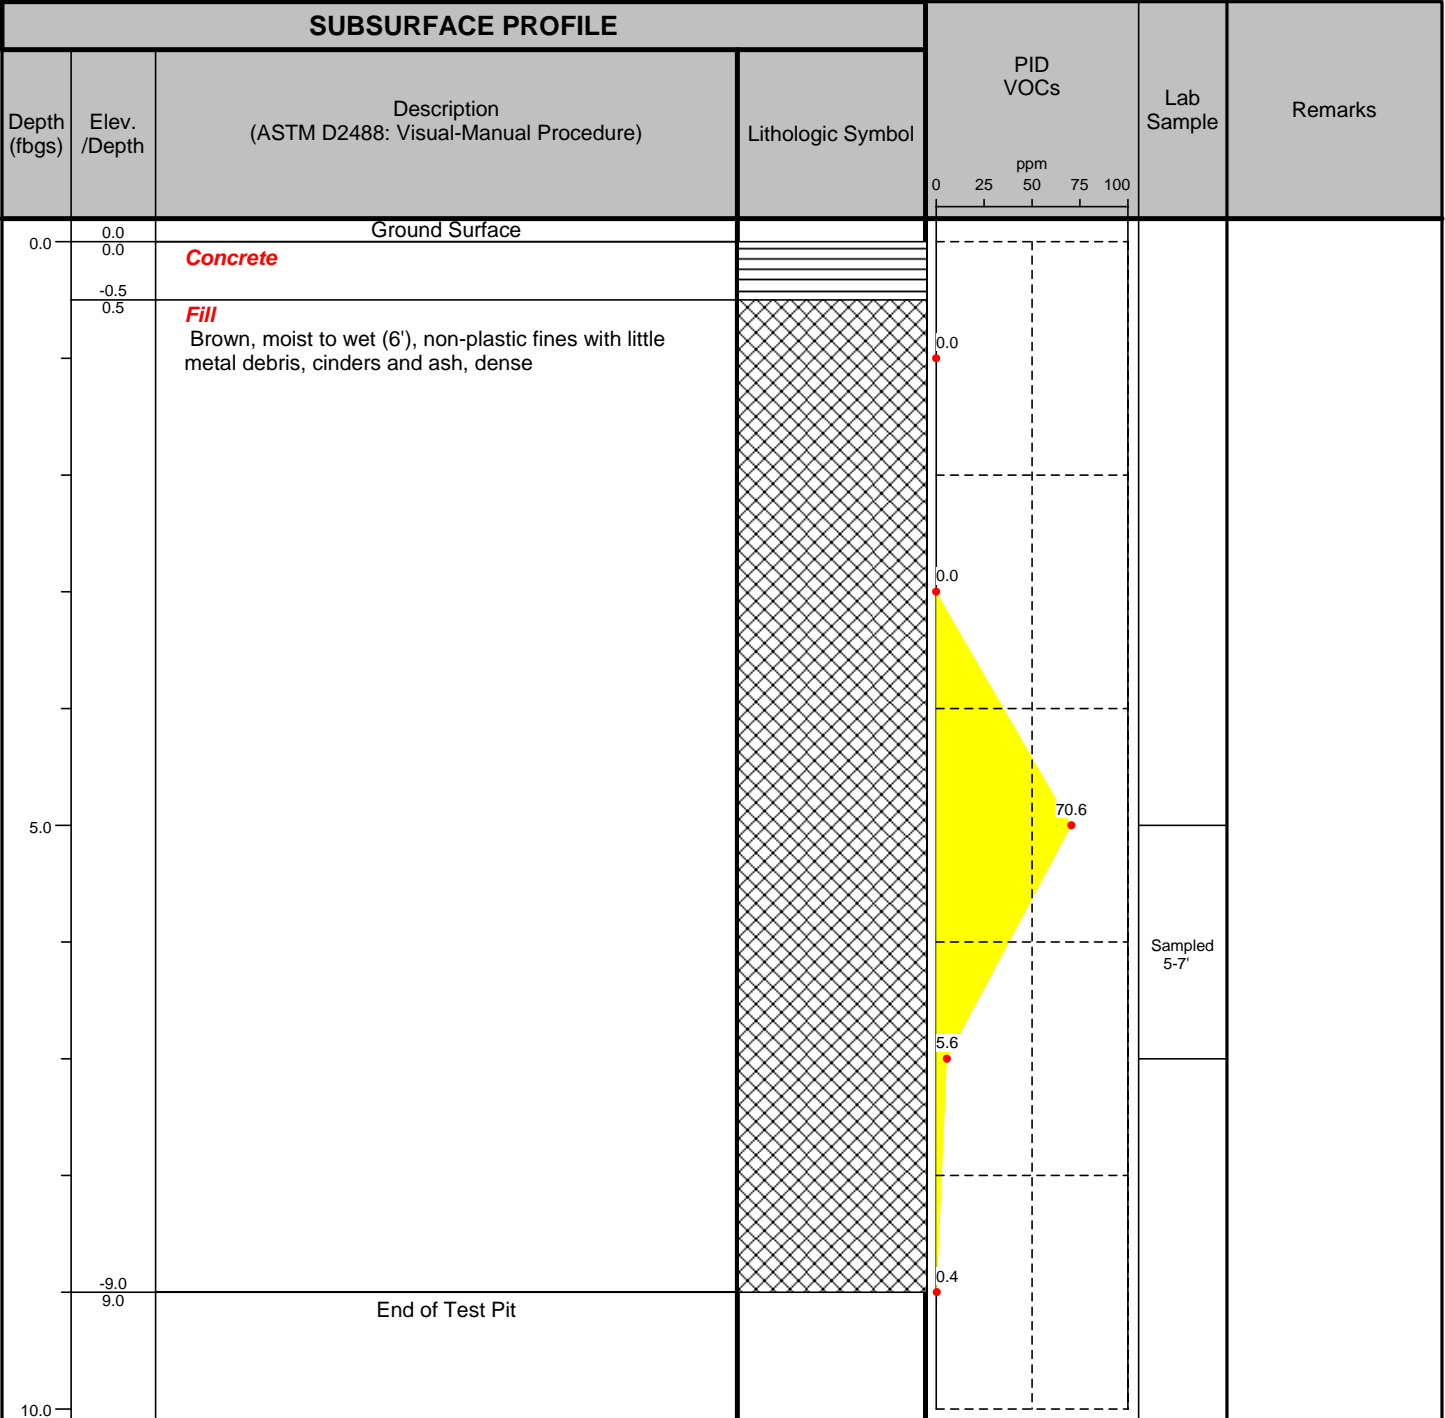 SUBSURFACE PROFILE
Depth
(fbgs)
Elev.
/Depth
Description
(ASTM D2488: Visual-Manual Procedure)
Lithologic Symbol
PID
VOCs
ppm
0 25 50 75 100
Lab
Sample
Remarks
0.0
0.0
Ground Surface
0.0
Concrete
-0.5
0.5
Fill
Brown, moist to wet (6'), non-plastic fines with little
metal debris, cinders and ash, dense
0.0
0.0
70.6
5.0
Sampled
5-7'
5.6
0.4
-9.0
9.0
End of Test Pit
10.0